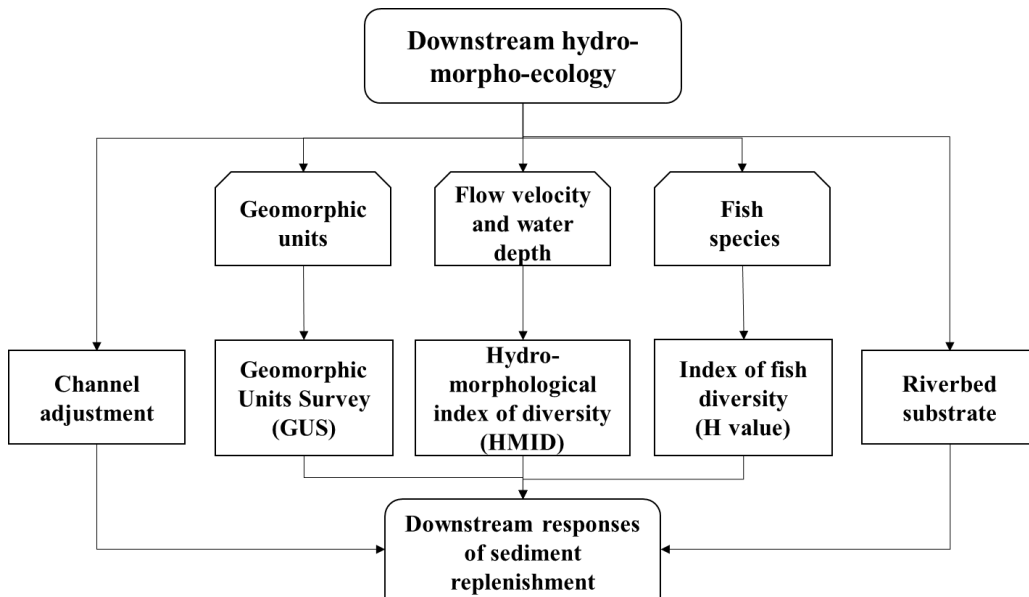 Downstream hydro-
morpho-ecology
Geomorphic
units
Flow velocity
and water
depth
Fish
species
Channel
adjustment
Geomorphic
Units Survey
(GUS)
Hydro-
morphological
index of diversity
(HMID)
Index of fish
diversity
(H value)
Riverbed
substrate
Downstream responses
of sediment
replenishment